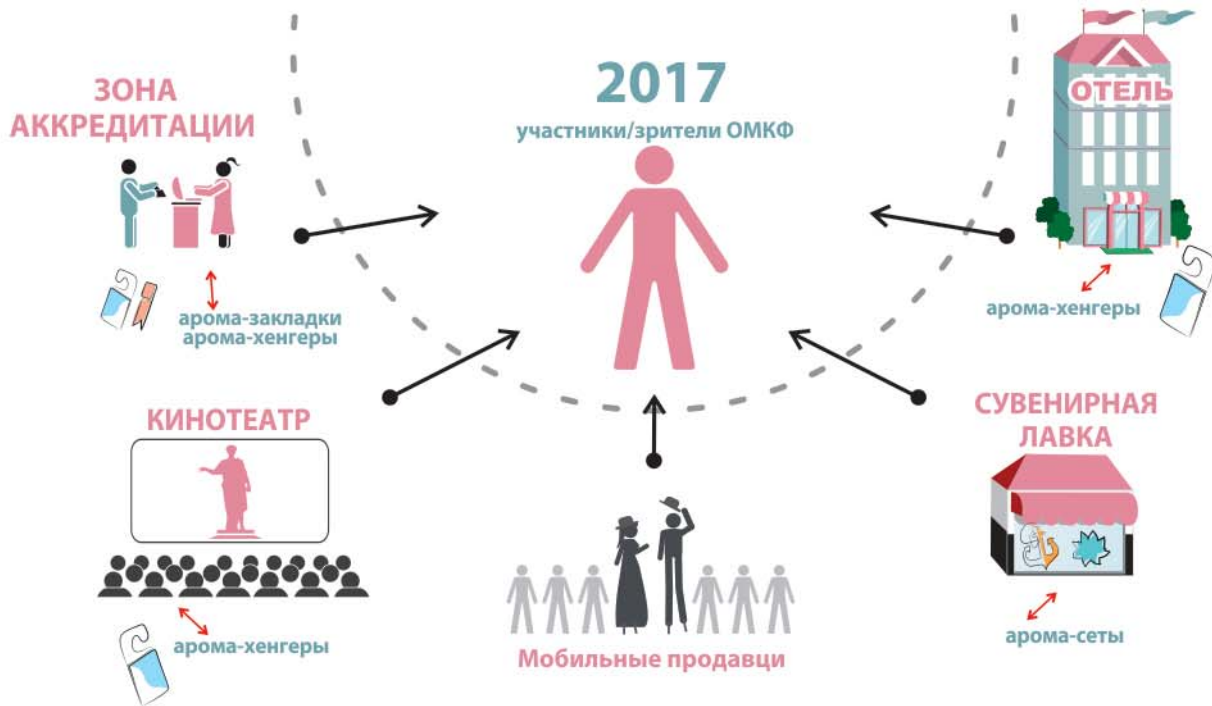 2017
участники/зрители ОМКФ
ЗОНА
АККРЕДИТАЦИИ
арома-закладки
арома-хенгеры
ОТЕЛЬ
арома-хенгеры
КИНОТЕАТР
арома-хенгеры
Мобильные продавци
СУВЕНИРНАЯ
ЛАВКА
арома-сеты